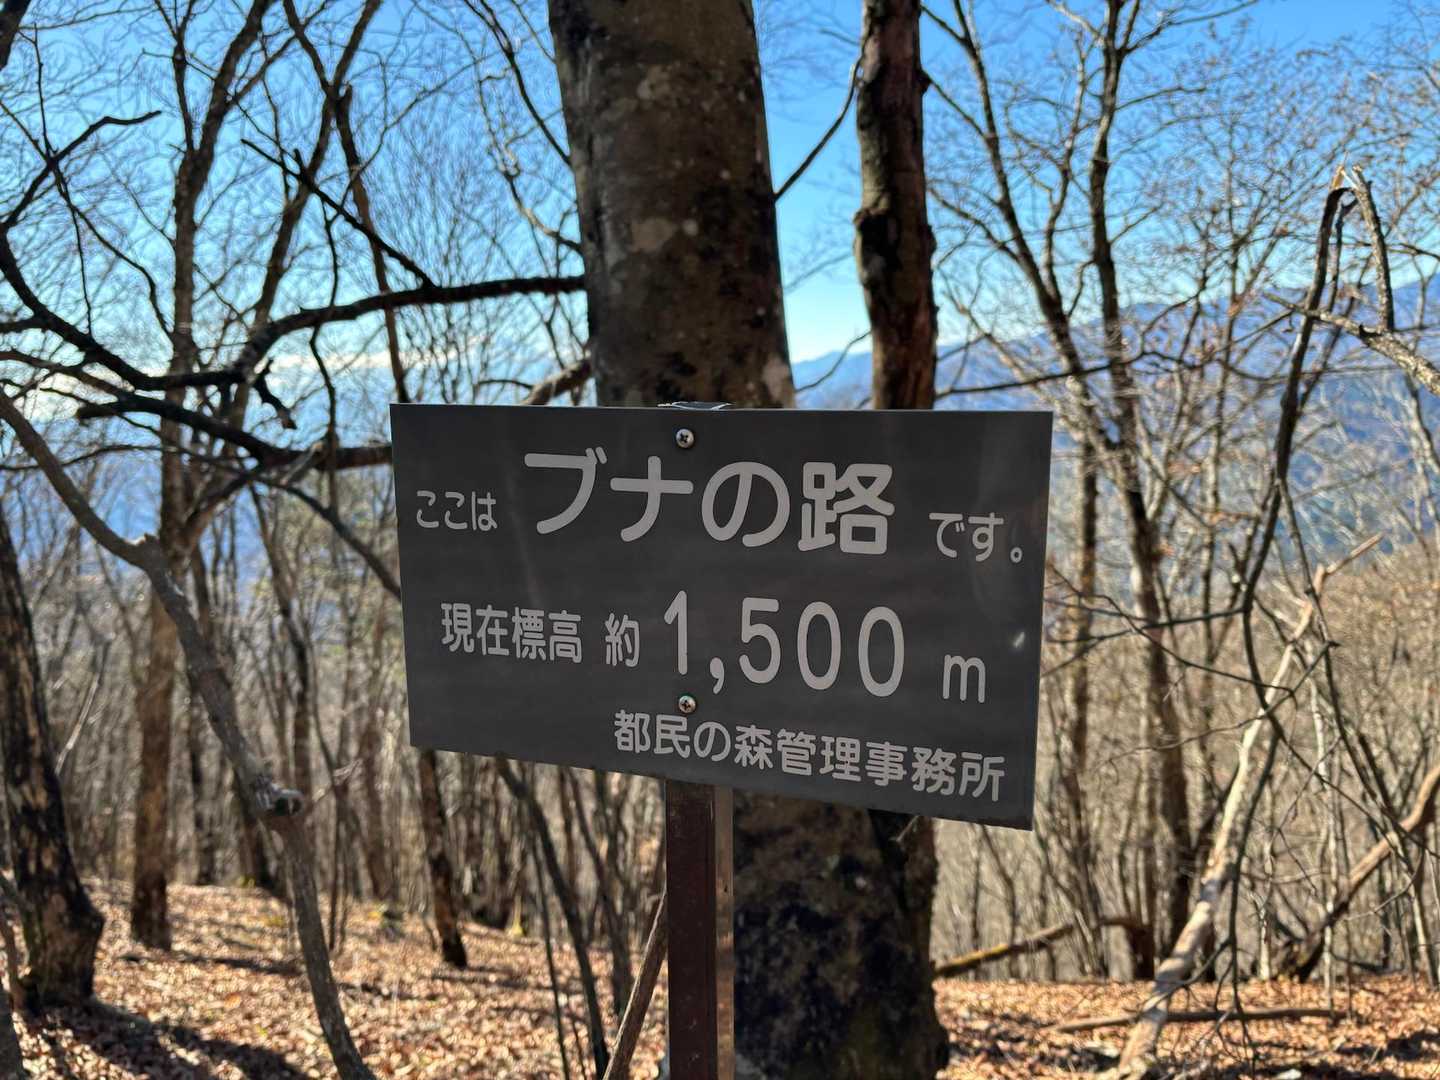 ここは ブナの路 です。
現在標高 約 1,500 m
都民の森管理事務所